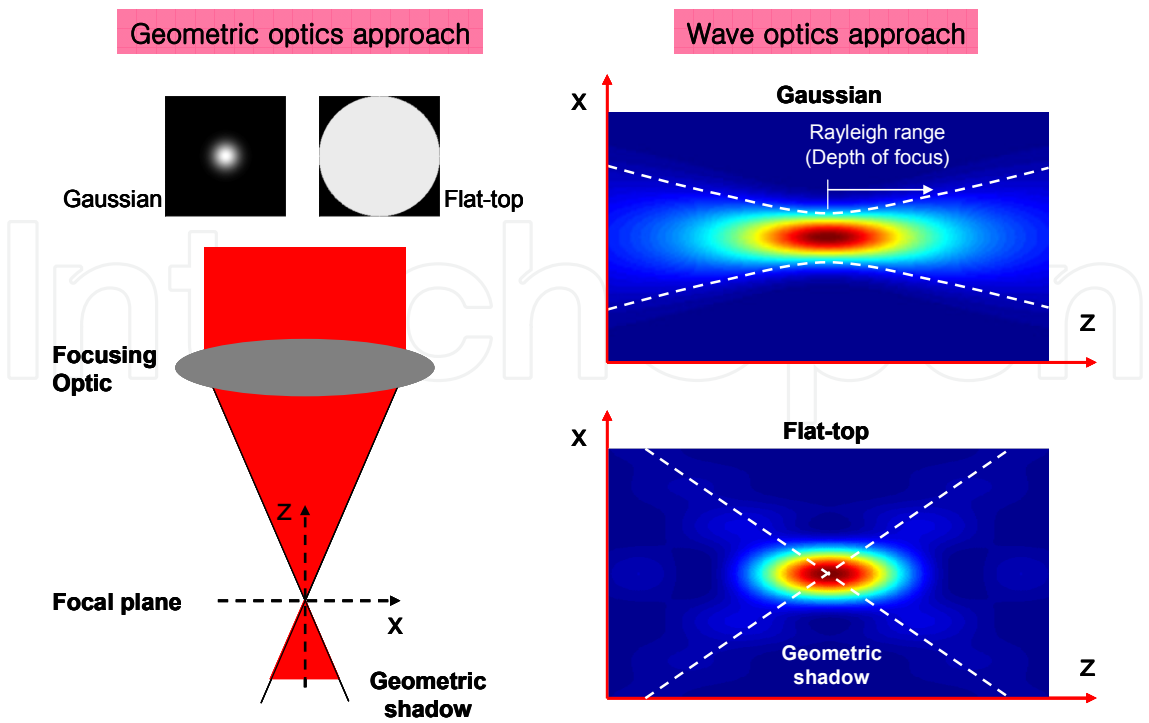 Geometric optics approach
Gaussian
Flat-top
Focusing
Optic
Z
Focal plane
X
Geometric
shadow
Wave optics approach
X
Gaussian
Rayleigh range
(Depth of focus)
Z
X
Flat-top
Geometric
shadow
Z
IntechOpen